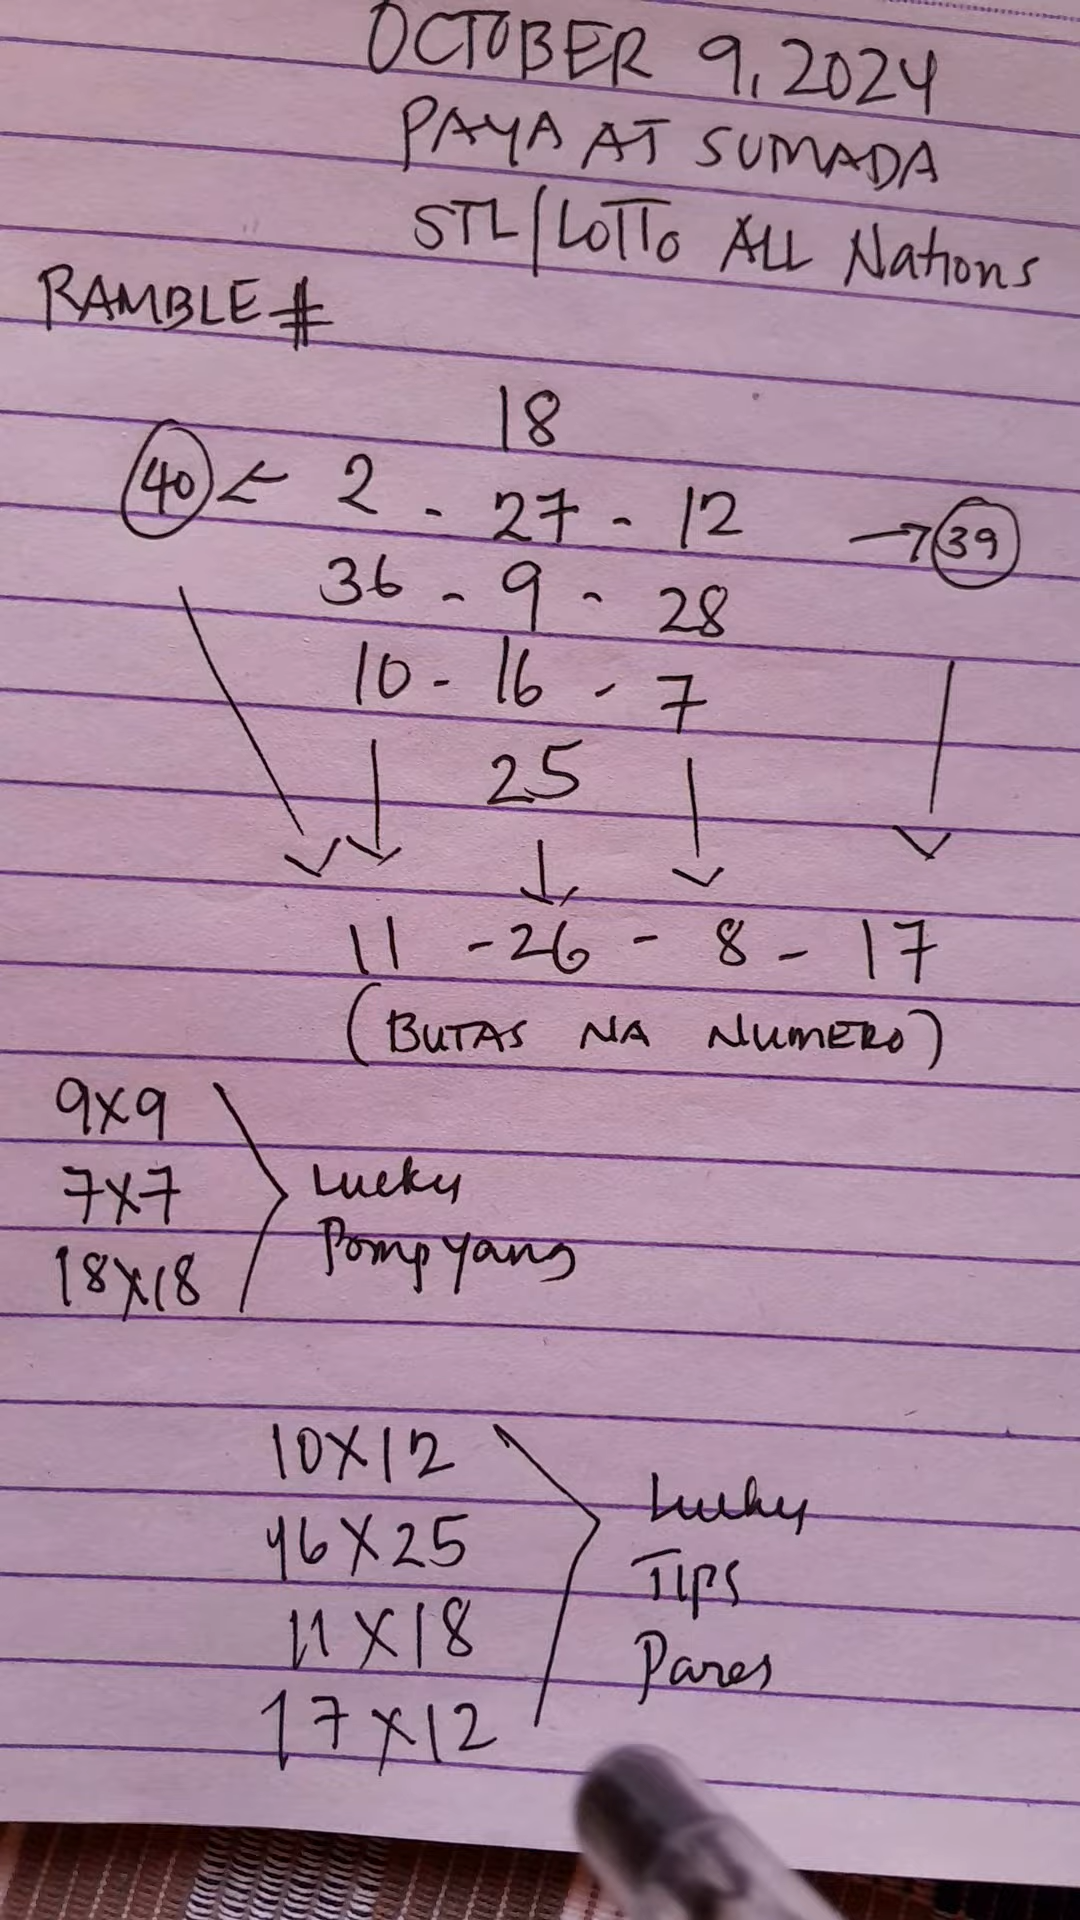 OCTOBER 9, 2024
PAYA AT SUMADA
STL/LOTTO ALL Nations
RAMBLE #
18
40 ← 2 - 27 - 12 → 39
36 - 9 - 28
10 - 16 - 7
25
11 - 26 - 8 - 17
(BUTAS NA NUMERO)
9X9
7X7
18X18
Lucky
Pompyang
10X12
16X25
11X18
17X12
Lucky
TIPS
Pares